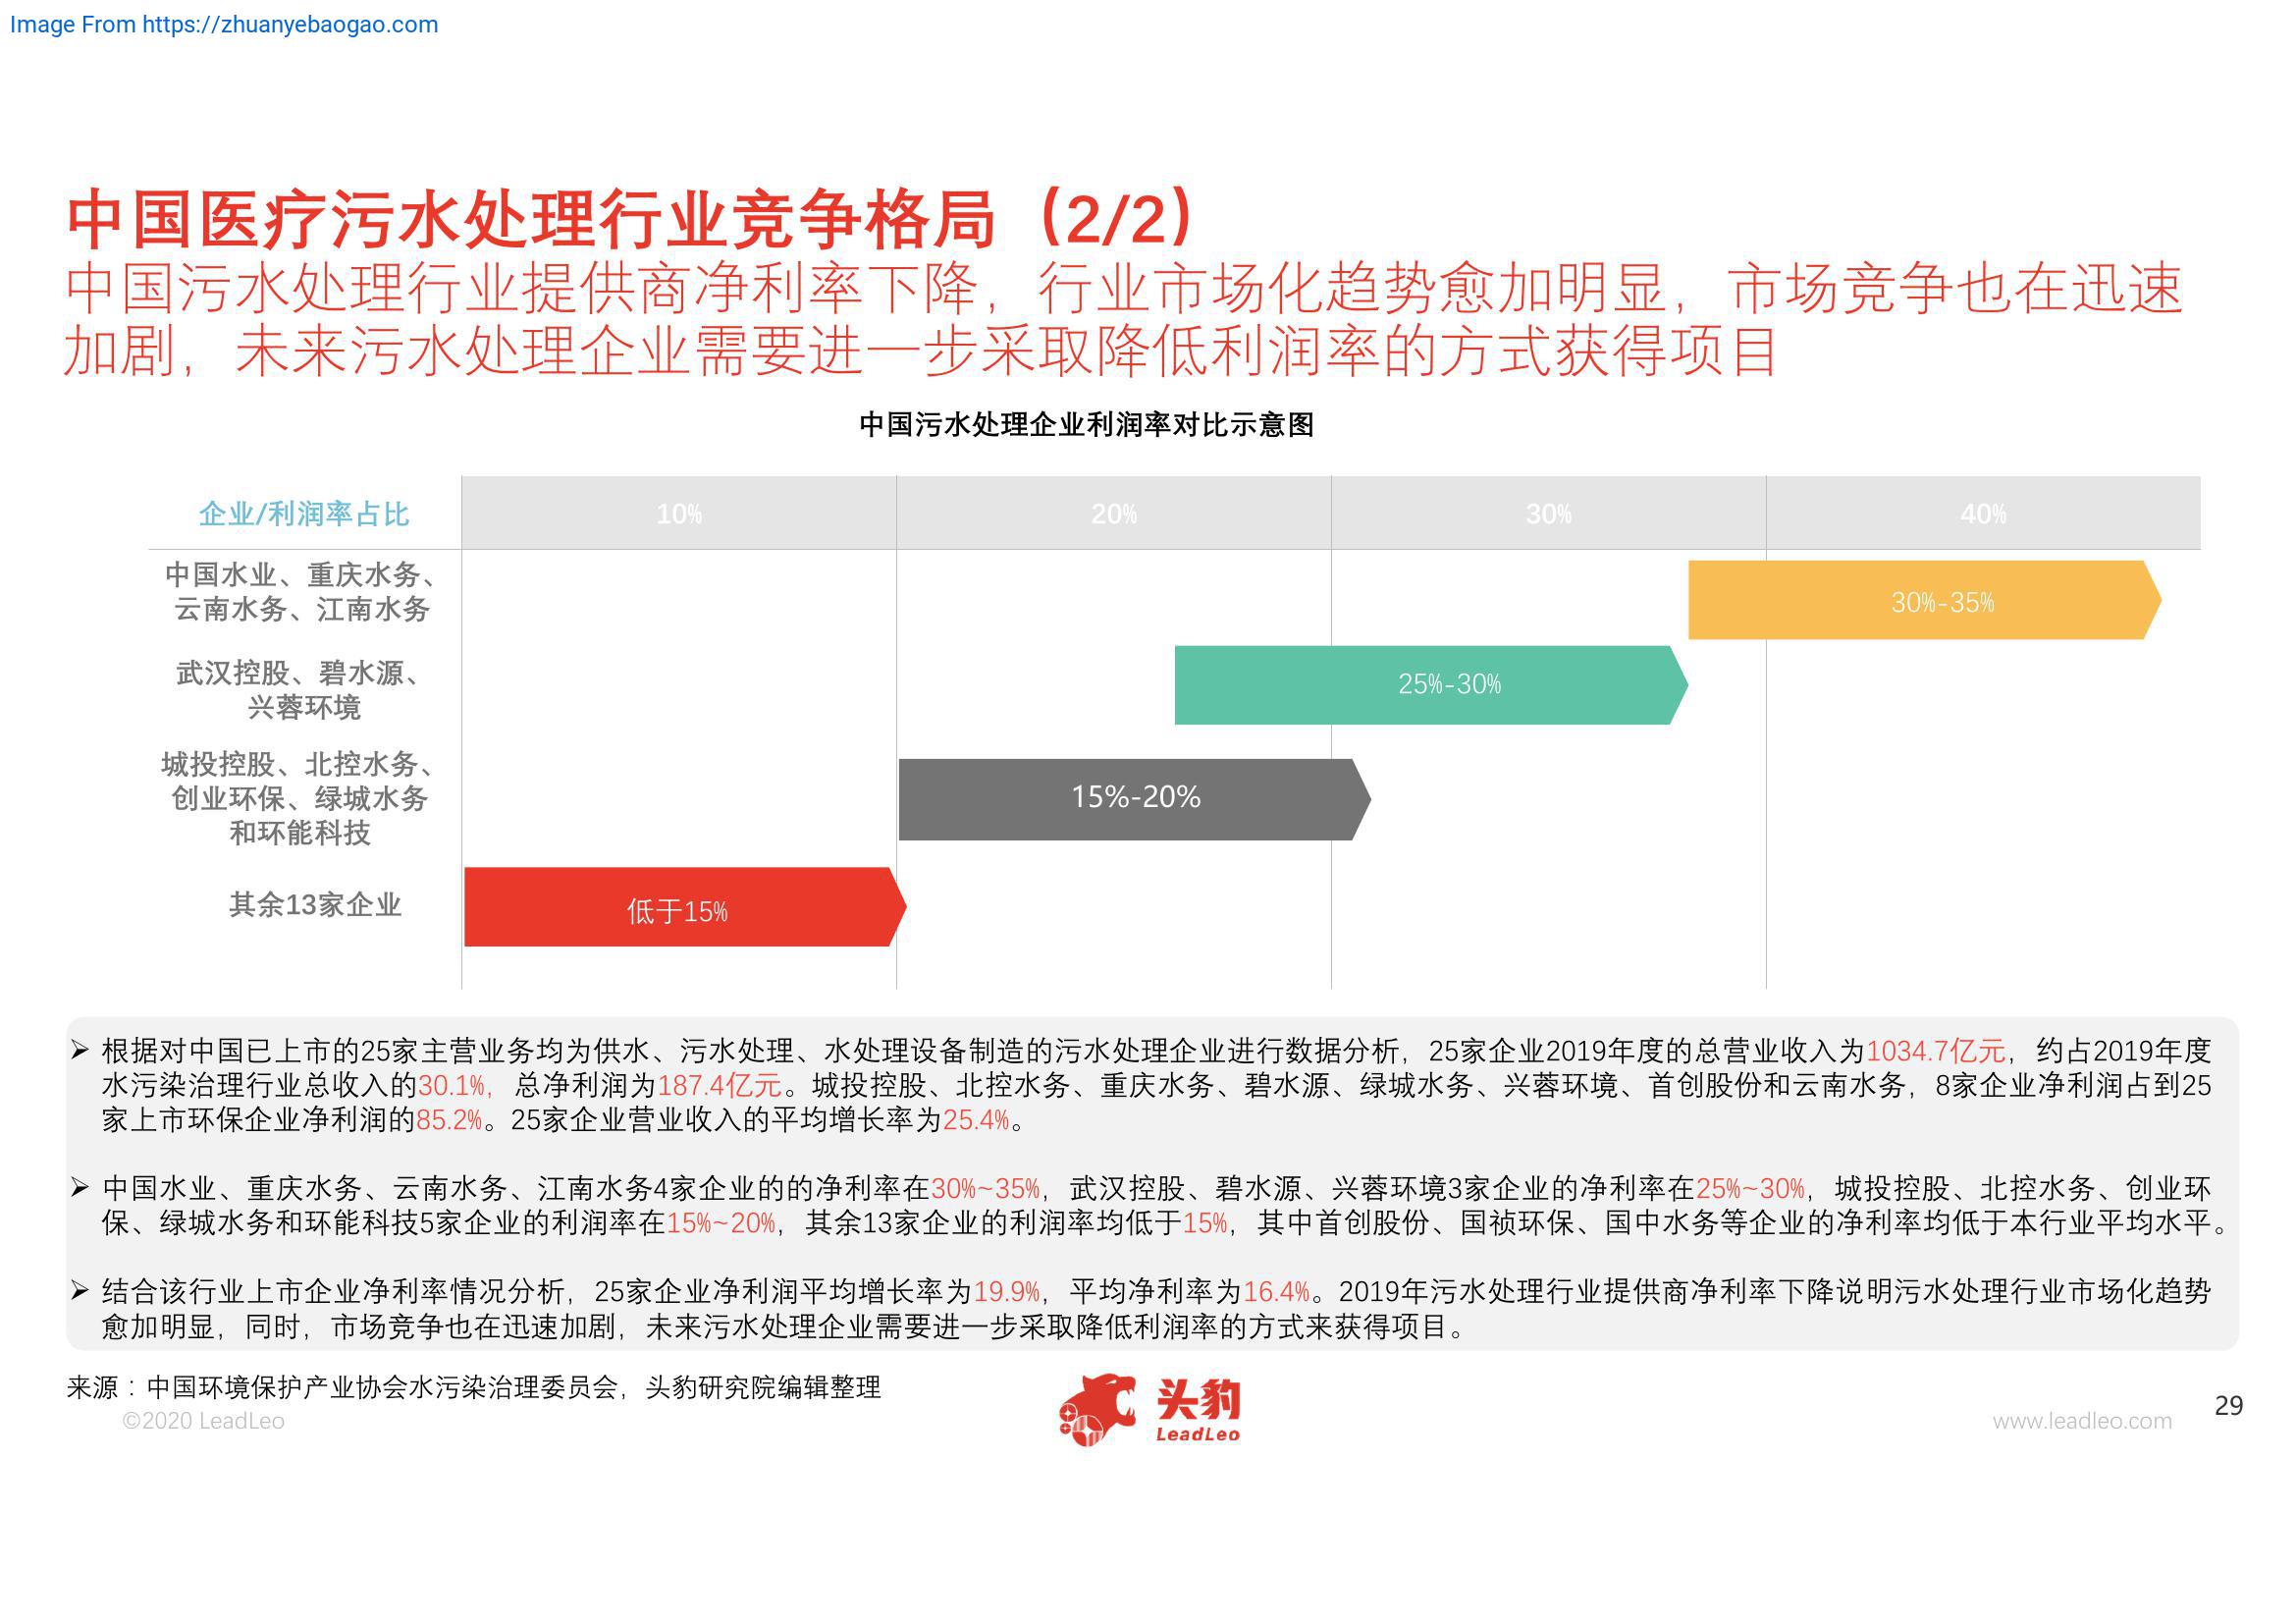 Image From https://zhuanyebaogao.com
中国医疗污水处理行业竞争格局（2/2）
中国污水处理行业提供商净利率下降，行业市场化趋势愈加明显，市场竞争也在迅速
加剧，未来污水处理企业需要进一步采取降低利润率的方式获得项目
中国污水处理企业利润率对比示意图
企业/利润率占比 10% 20% 30% 40%
中国水业、重庆水务、
云南水务、江南水务
30%-35%
武汉控股、碧水源、
兴蓉环境
25%-30%
城投控股、北控水务、
创业环保、绿城水务
和环能科技
15%-20%
其余13家企业
低于15%
➢ 根据对中国已上市的25家主营业务均为供水、污水处理、水处理设备制造的污水处理企业进行数据分析，25家企业2019年度的总营业收入为1034.7亿元，约占2019年度
水污染治理行业总收入的30.1%，总净利润为187.4亿元。城投控股、北控水务、重庆水务、碧水源、绿城水务、兴蓉环境、首创股份和云南水务，8家企业净利润占到25
家上市环保企业净利润的85.2%。25家企业营业收入的平均增长率为25.4%。
➢ 中国水业、重庆水务、云南水务、江南水务4家企业的的净利率在30%~35%，武汉控股、碧水源、兴蓉环境3家企业的净利率在25%~30%，城投控股、北控水务、创业环
保、绿城水务和环能科技5家企业的利润率在15%~20%，其余13家企业的利润率均低于15%，其中首创股份、国祯环保、国中水务等企业的净利率均低于本行业平均水平。
➢ 结合该行业上市企业净利率情况分析，25家企业净利润平均增长率为19.9%，平均净利率为16.4%。2019年污水处理行业提供商净利率下降说明污水处理行业市场化趋势
愈加明显，同时，市场竞争也在迅速加剧，未来污水处理企业需要进一步采取降低利润率的方式来获得项目。
来源：中国环境保护产业协会水污染治理委员会，头豹研究院编辑整理
©2020 LeadLeo
头豹
LeadLeo
www.leadleo.com
29